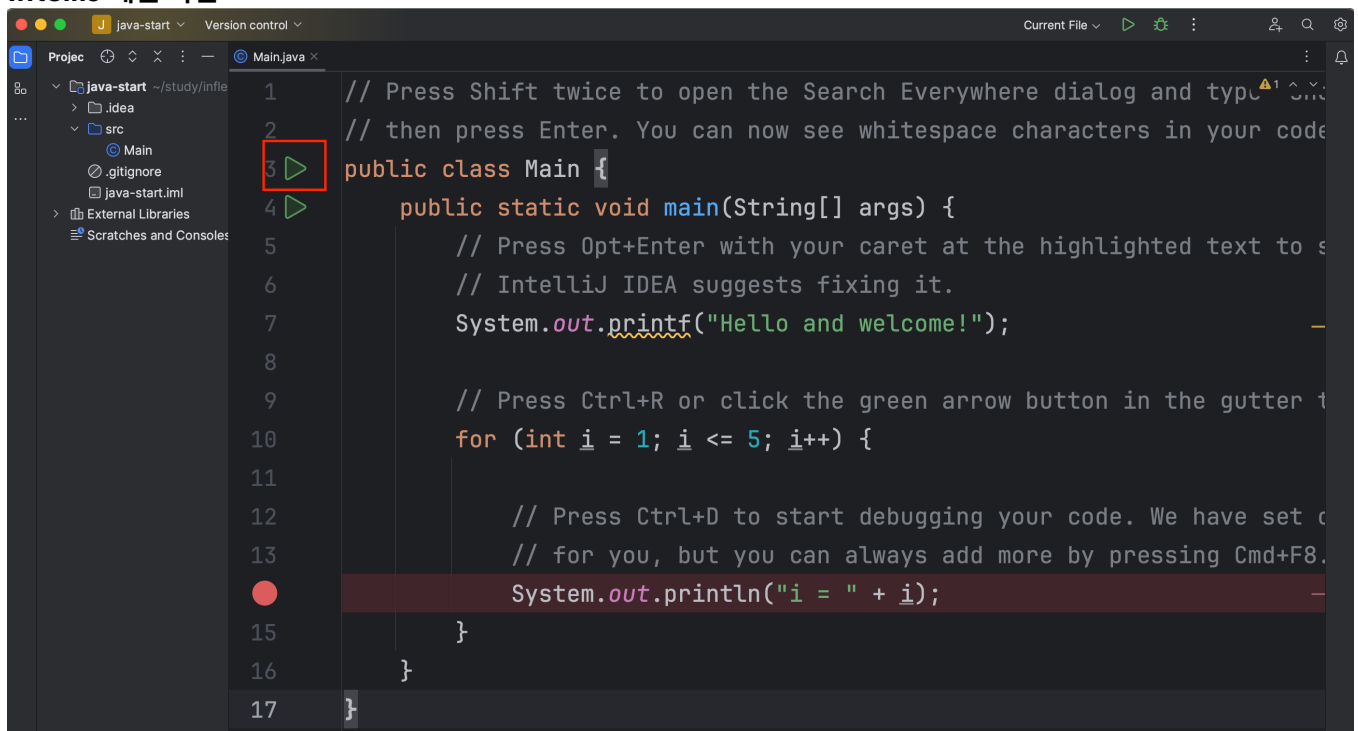 java-start
Version control
Current File
Projec
Main.java
java-start ~/study/infle
.idea
src
Main
.gitignore
java-start.iml
External Libraries
Scratches and Consoles
1 // Press Shift twice to open the Search Everywhere dialog and type
2 // then press Enter. You can now see whitespace characters in your code
3 public class Main {
4 public static void main(String[] args) {
5 // Press Opt+Enter with your caret at the highlighted text to s
6 // IntelliJ IDEA suggests fixing it.
7 System.out.printf("Hello and welcome!");
8
9 // Press Ctrl+R or click the green arrow button in the gutter t
10 for (int i = 1; i <= 5; i++) {
11
12 // Press Ctrl+D to start debugging your code. We have set o
13 // for you, but you can always add more by pressing Cmd+F8.
System.out.println("i = " + i);
15 }
16 }
17 }